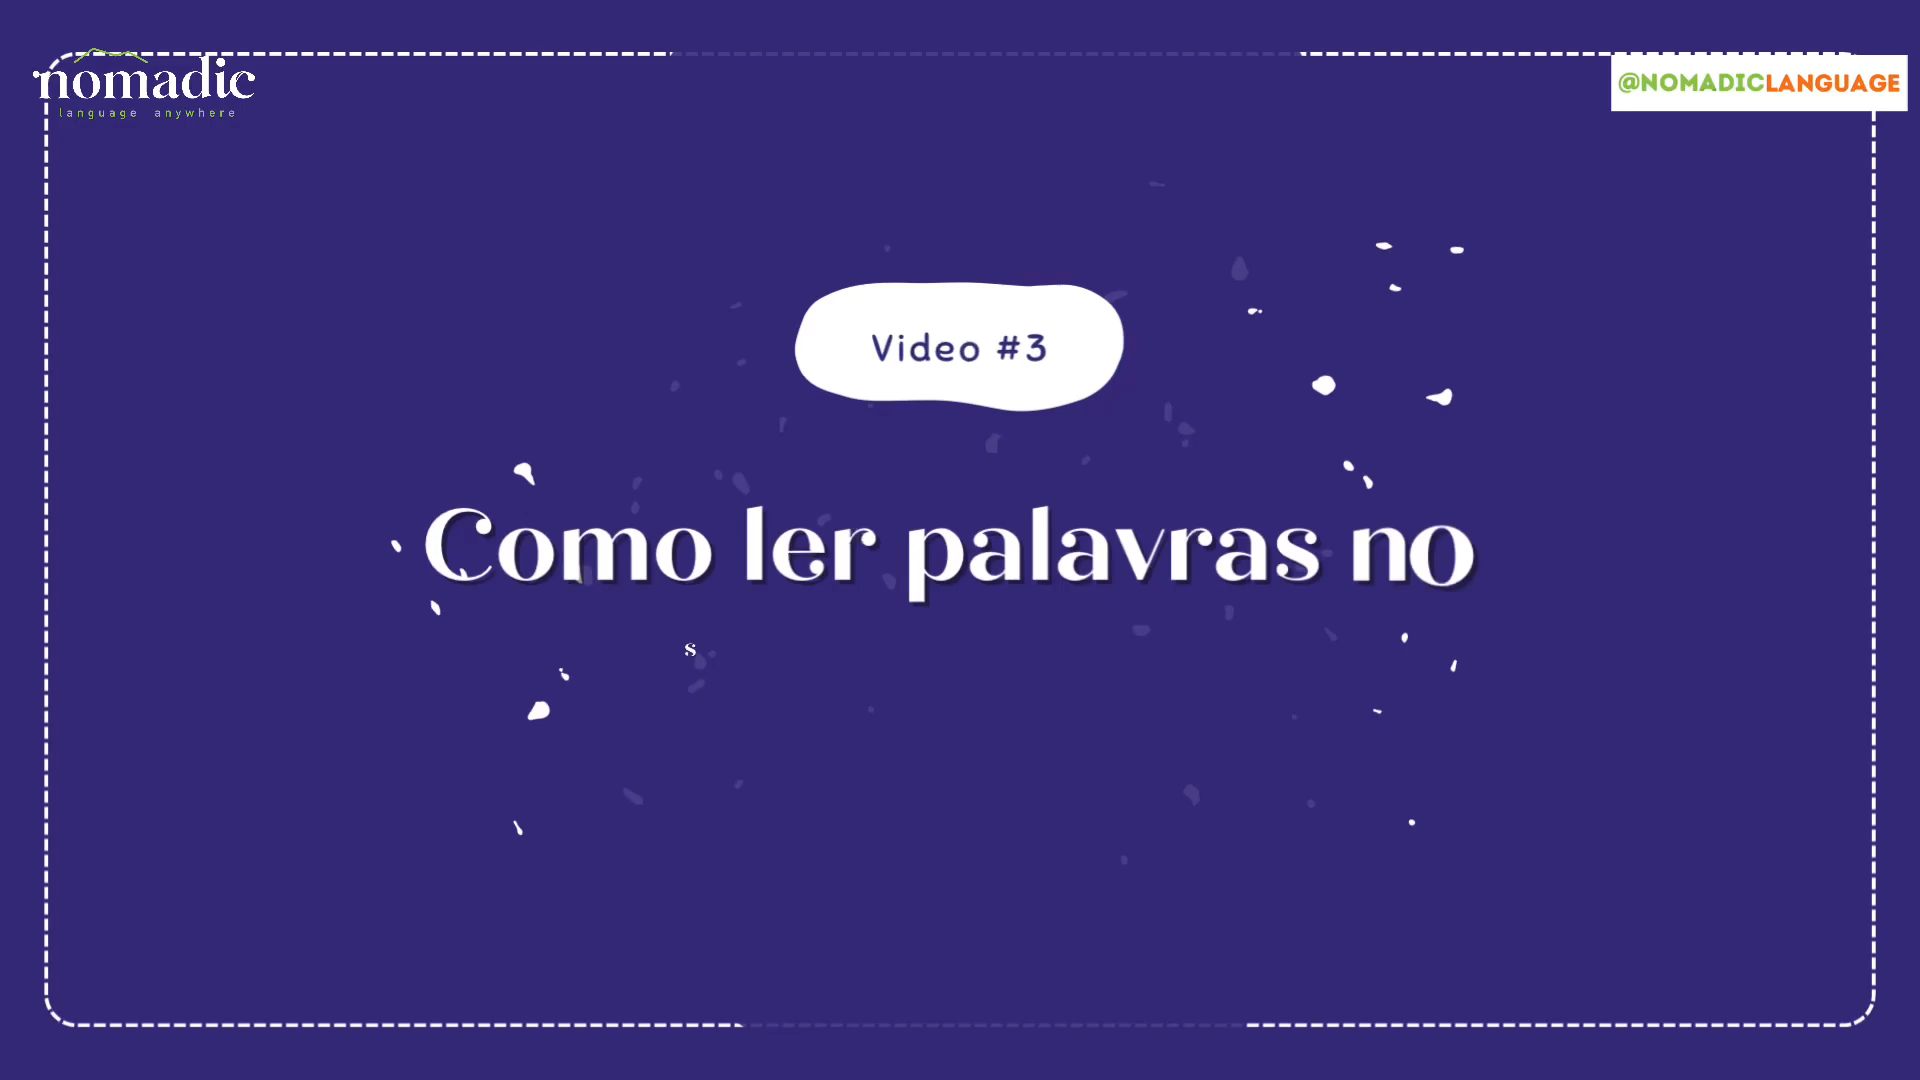 nomadic
language anywhere
@NOMADICLANGUAGE
Video #3
Como ler palavras no
s